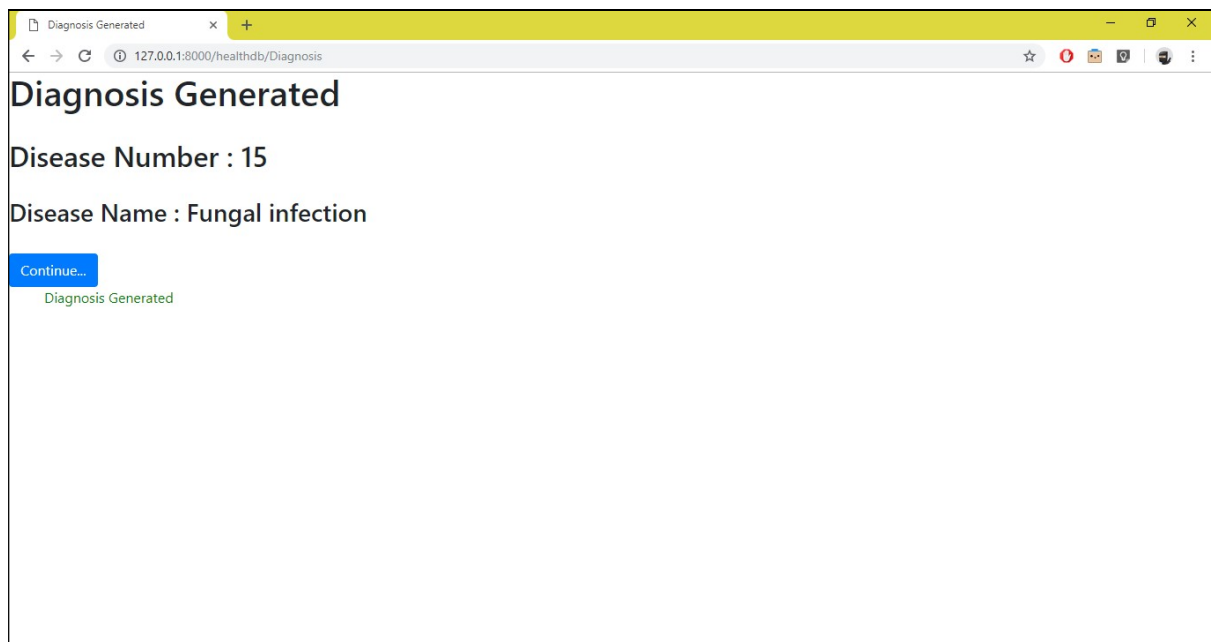 Diagnosis Generated
127.0.0.1:8000/healthdb/Diagnosis
Diagnosis Generated
Disease Number : 15
Disease Name : Fungal infection
Continue...
Diagnosis Generated